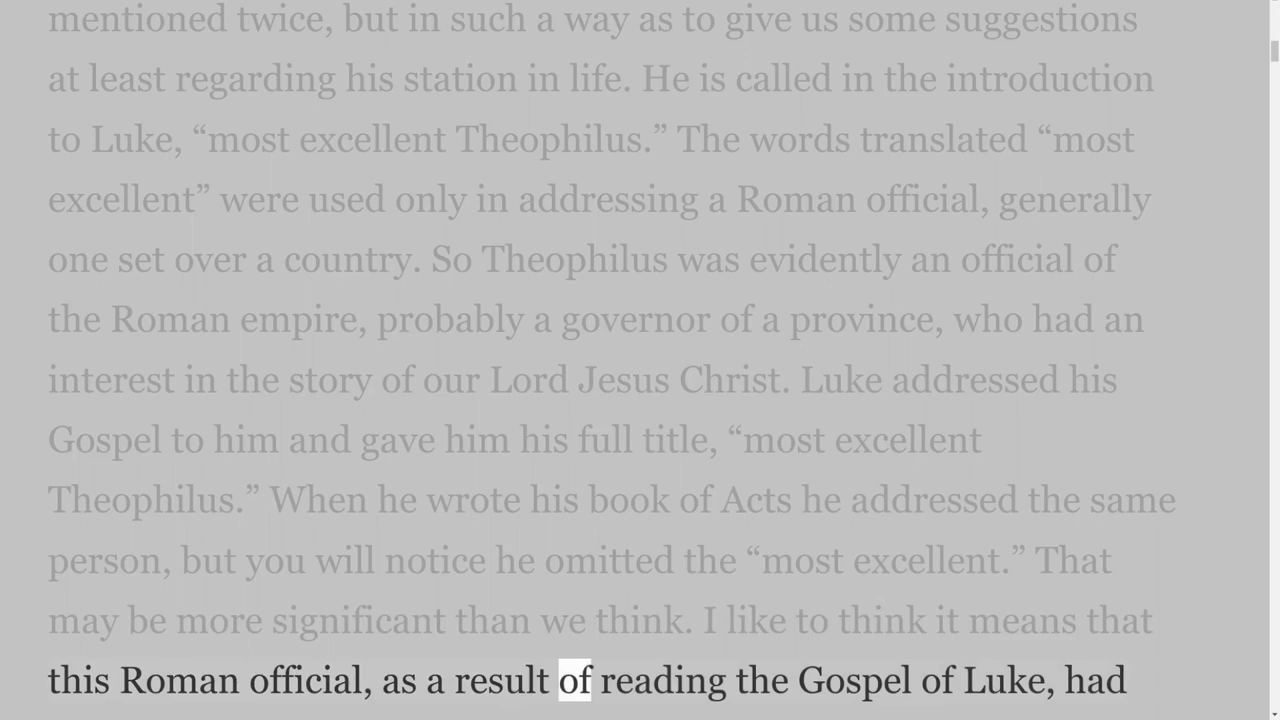 mentioned twice, but in such a way as to give us some suggestions
at least regarding his station in life. He is called in the introduction
to Luke, “most excellent Theophilus.” The words translated “most
excellent” were used only in addressing a Roman official, generally
one set over a country. So Theophilus was evidently an official of
the Roman empire, probably a governor of a province, who had an
interest in the story of our Lord Jesus Christ. Luke addressed his
Gospel to him and gave him his full title, “most excellent
Theophilus.” When he wrote his book of Acts he addressed the same
person, but you will notice he omitted the “most excellent.” That
may be more significant than we think. I like to think it means that
this Roman official, as a result of reading the Gospel of Luke, had